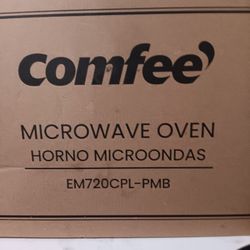 comfee'
MICROWAVE OVEN
HORNO MICROONDAS
EM720CPL-PMB